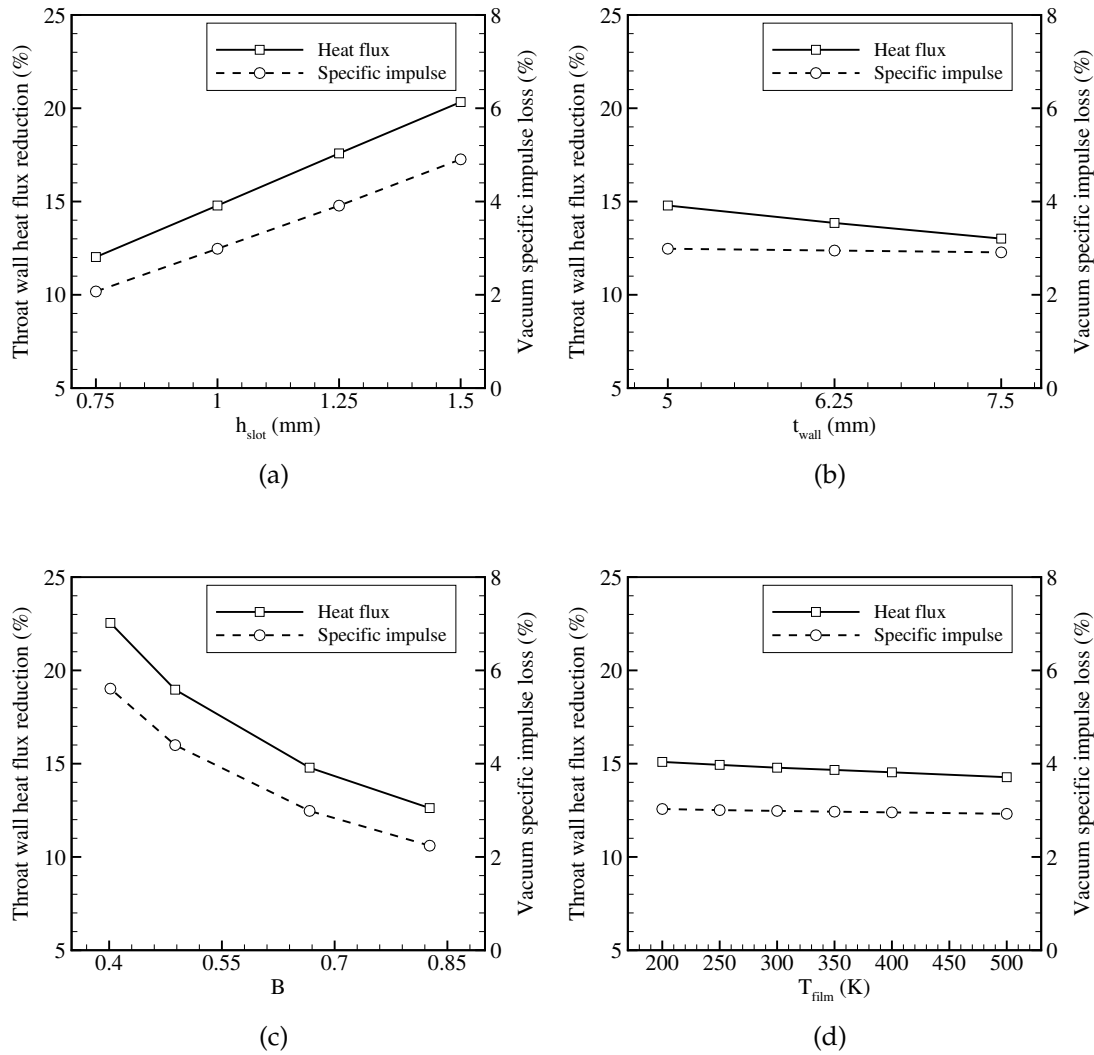 Throat wall heat flux reduction (%)
25
20
15
10
5
Heat flux
Specific impulse
8
6
4
2
0
Vacuum specific impulse loss (%)
0.75 1 1.25 1.5
h_slot (mm)
(a)
Throat wall heat flux reduction (%)
25
20
15
10
5
Heat flux
Specific impulse
8
6
4
2
0
Vacuum specific impulse loss (%)
5 6.25 7.5
t_wall (mm)
(b)
Throat wall heat flux reduction (%)
25
20
15
10
5
Heat flux
Specific impulse
8
6
4
2
0
Vacuum specific impulse loss (%)
0.4 0.55 0.7 0.85
B
(c)
Throat wall heat flux reduction (%)
25
20
15
10
5
Heat flux
Specific impulse
8
6
4
2
0
Vacuum specific impulse loss (%)
200 250 300 350 400 450 500
T_film (K)
(d)